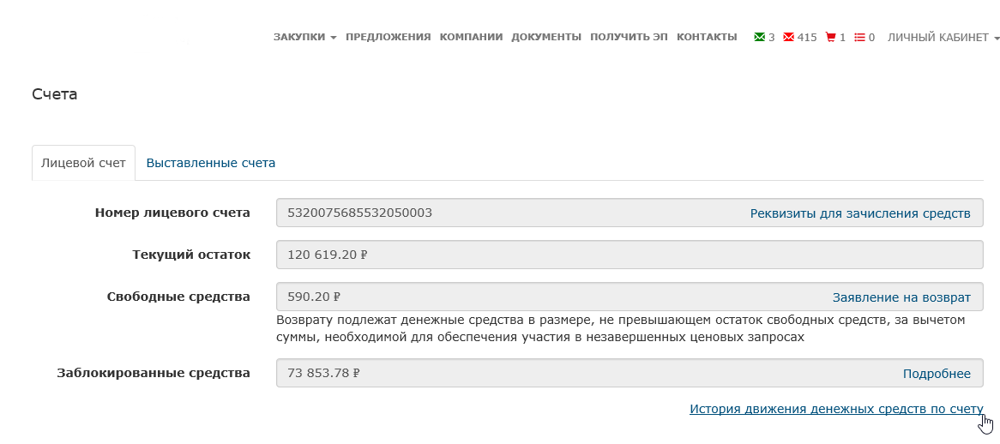 ЗАКУПКИ ПРЕДЛОЖЕНИЯ КОМПАНИИ ДОКУМЕНТЫ ПОЛУЧИТЬ ЭП КОНТАКТЫ 3 415 1 0 ЛИЧНЫЙ КАБИНЕТ
Счета
Лицевой счет Выставленные счета
Номер лицевого счета 5320075685532050003 Реквизиты для зачисления средств
Текущий остаток 120 619.20 ₽
Свободные средства 590.20 ₽ Заявление на возврат
Возврату подлежат денежные средства в размере, не превышающем остаток свободных средств, за вычетом
суммы, необходимой для обеспечения участия в незавершенных ценовых запросах
Заблокированные средства 73 853.78 ₽ Подробнее
История движения денежных средств по счету